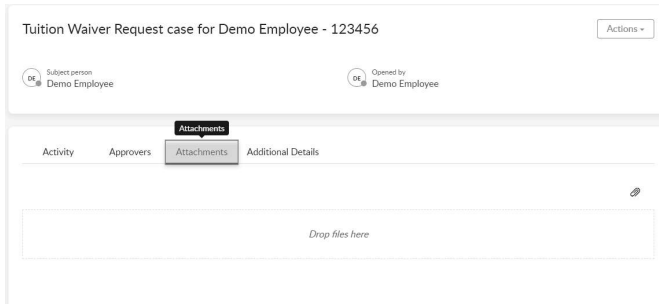 Tuition Waiver Request case for Demo Employee - 123456
Actions
DE
Subject person
Demo Employee
DE
Opened by
Demo Employee
Attachments
Activity
Approvers
Attachments
Additional Details
Drop files here